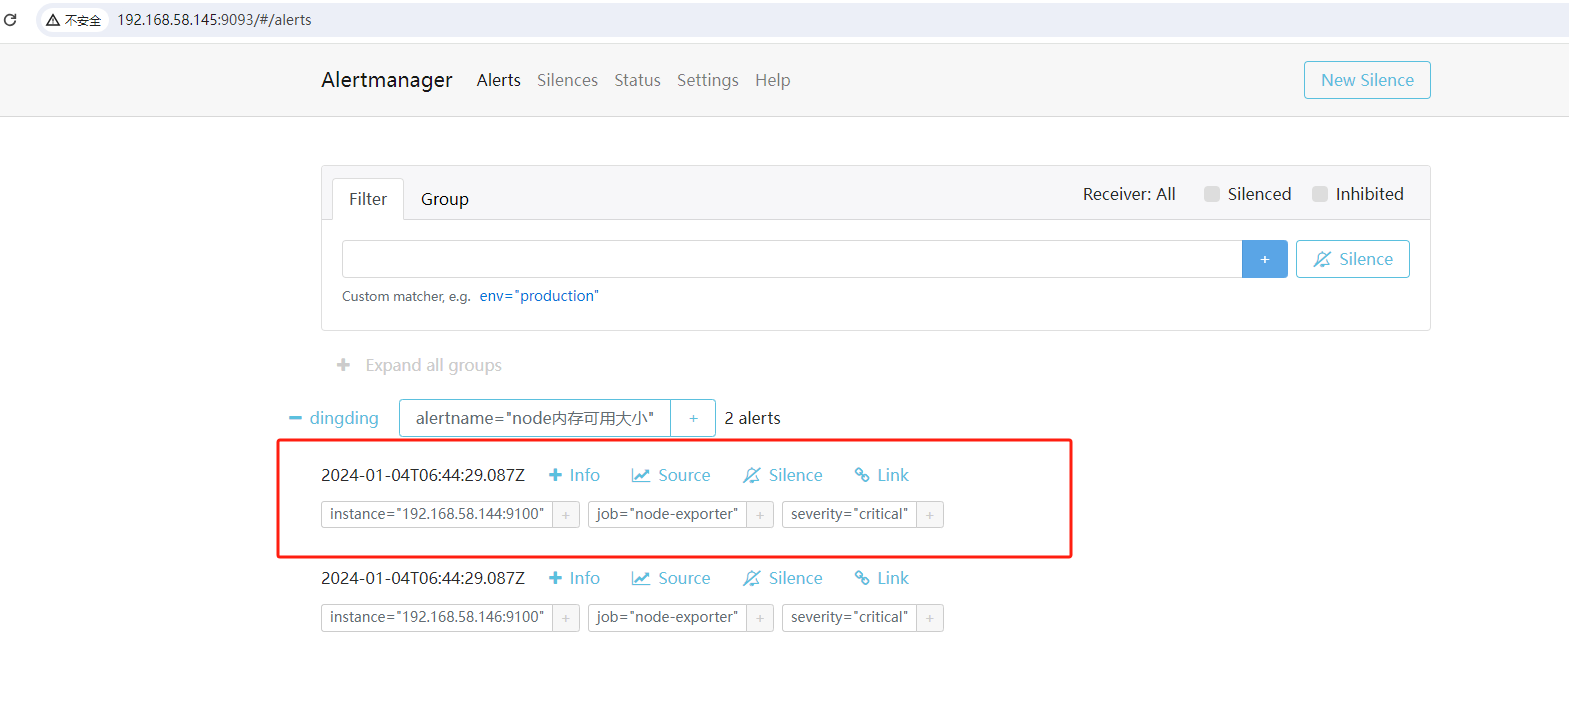 不安全 192.168.58.145:9093/#/alerts
Alertmanager Alerts Silences Status Settings Help New Silence
Filter Group Receiver: All Silenced Inhibited
+ Silence
Custom matcher, e.g. env="production"
+ Expand all groups
− dingding alertname="node内存可用大小" + 2 alerts
2024-01-04T06:44:29.087Z + Info Source Silence Link
instance="192.168.58.144:9100" + job="node-exporter" + severity="critical" +
2024-01-04T06:44:29.087Z + Info Source Silence Link
instance="192.168.58.146:9100" + job="node-exporter" + severity="critical" +